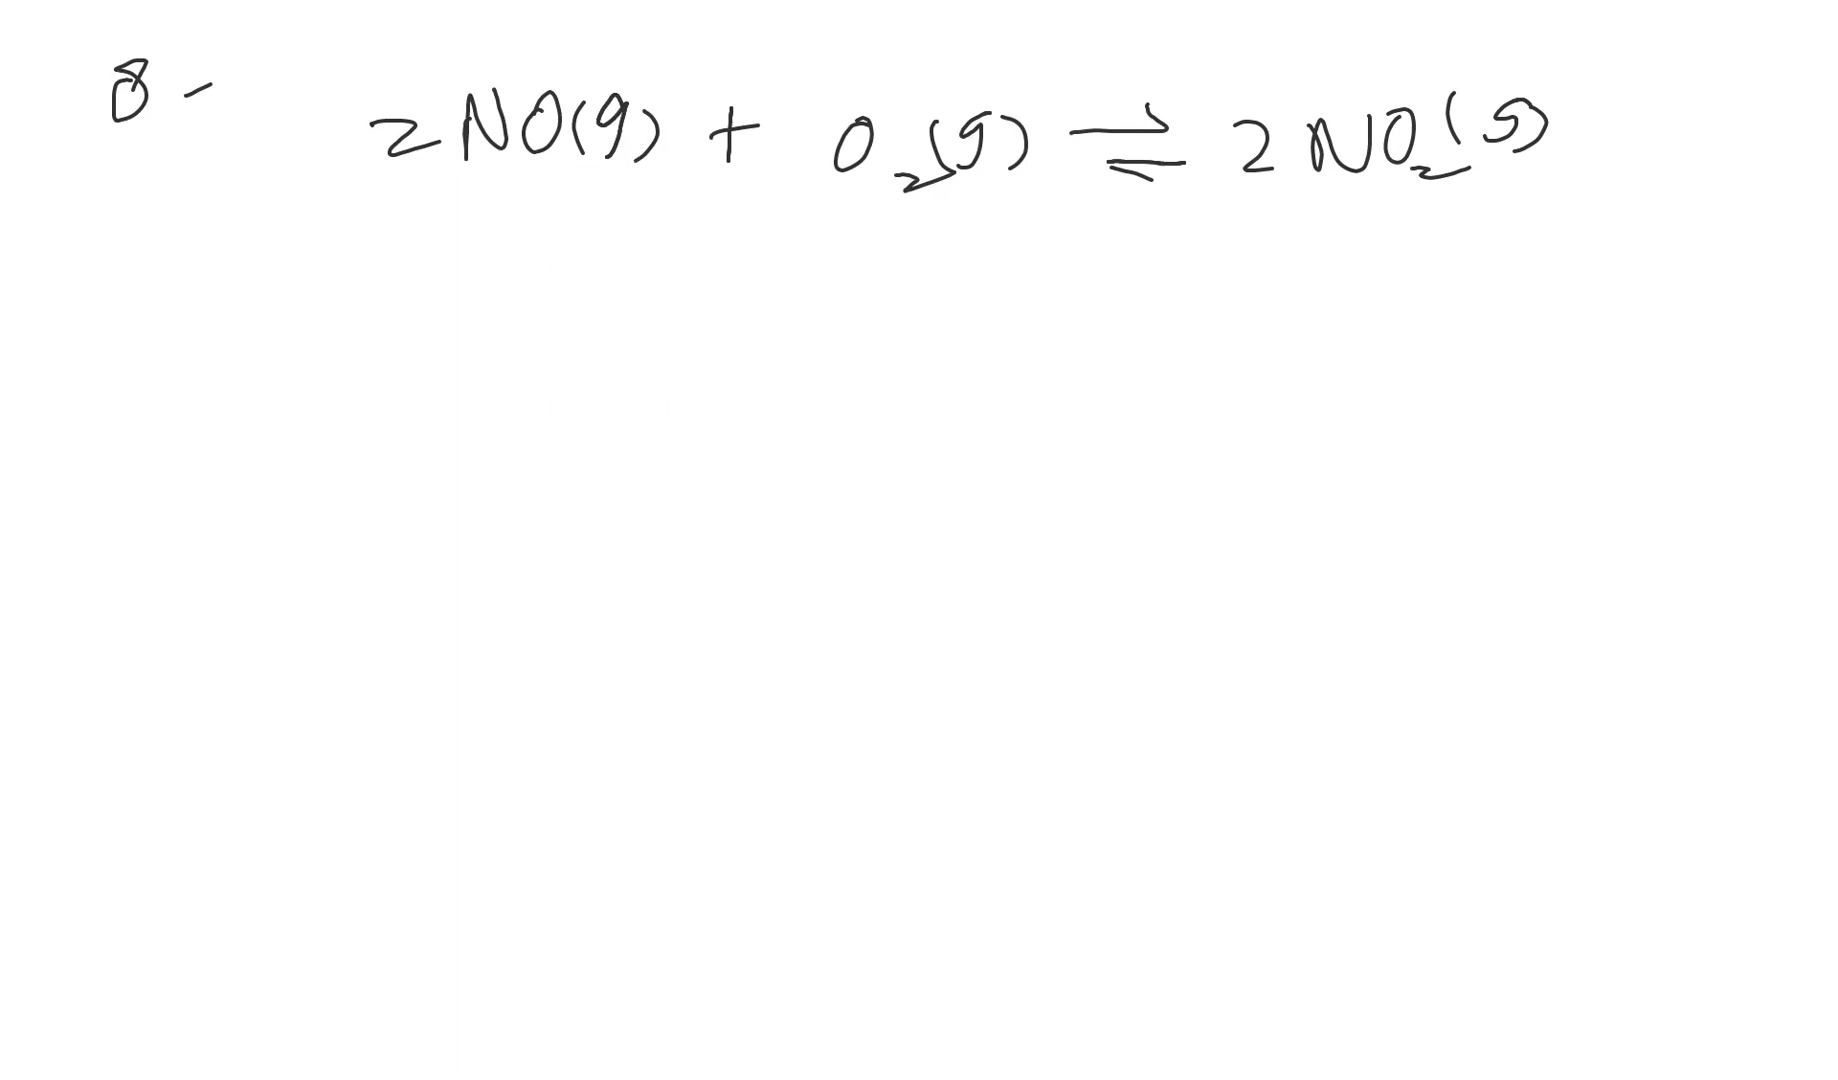 8 - 2NO(g) + O₂(g) ⇌ 2NO₂(g)